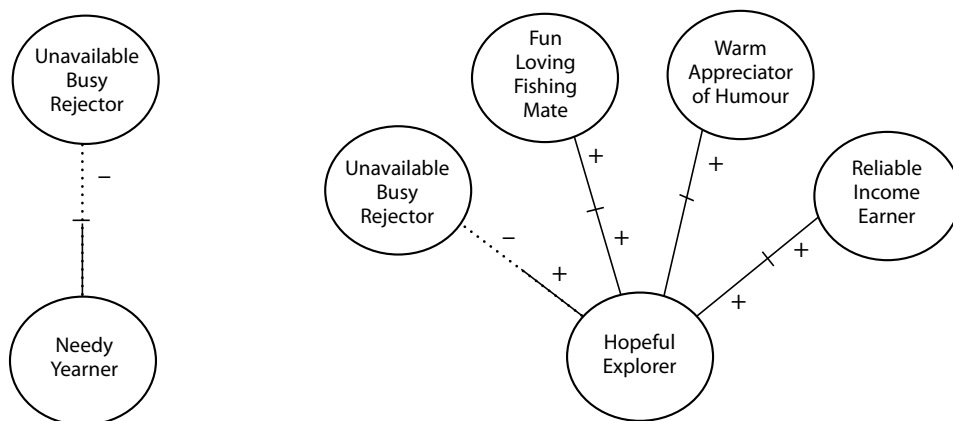 Unavailable
Busy
Rejector
–
Needy
Yearner
Fun
Loving
Fishing
Mate
Warm
Appreciator
of Humour
Unavailable
Busy
Rejector
Reliable
Income
Earner
+
+
–
+
+
+
+
+
Hopeful
Explorer